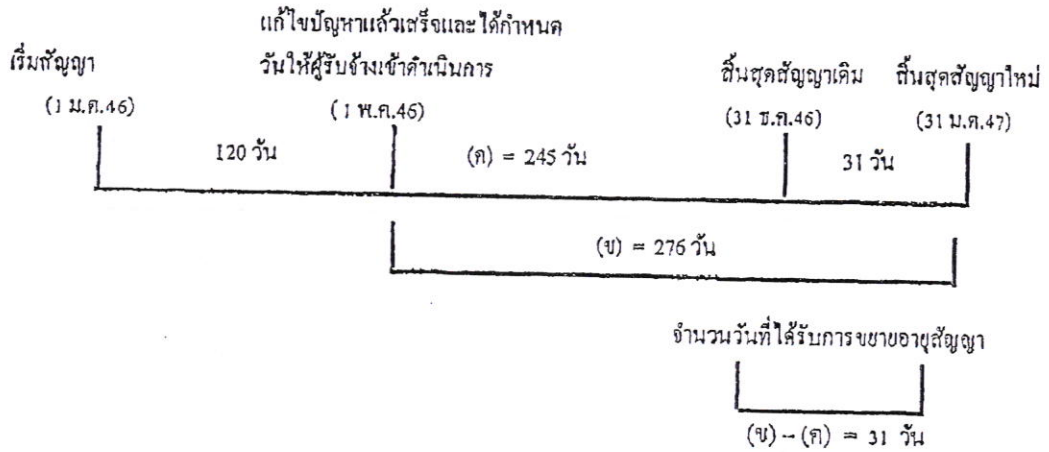 แก้ไขปัญหาแล้วเสร็จและได้กำหนด
วันให้ผู้รับจ้างเข้าดำเนินการ
เริ่มสัญญา
สิ้นสุดสัญญาเดิม
สิ้นสุดสัญญาใหม่
(1 ม.ค.46)
(1 พ.ค.46)
(31 ธ.ค.46)
(31 ม.ค.47)
120 วัน
(ค) = 245 วัน
31 วัน
(ข) = 276 วัน
จำนวนวันที่ได้รับการขยายอายุสัญญา
(ข) – (ค) = 31 วัน